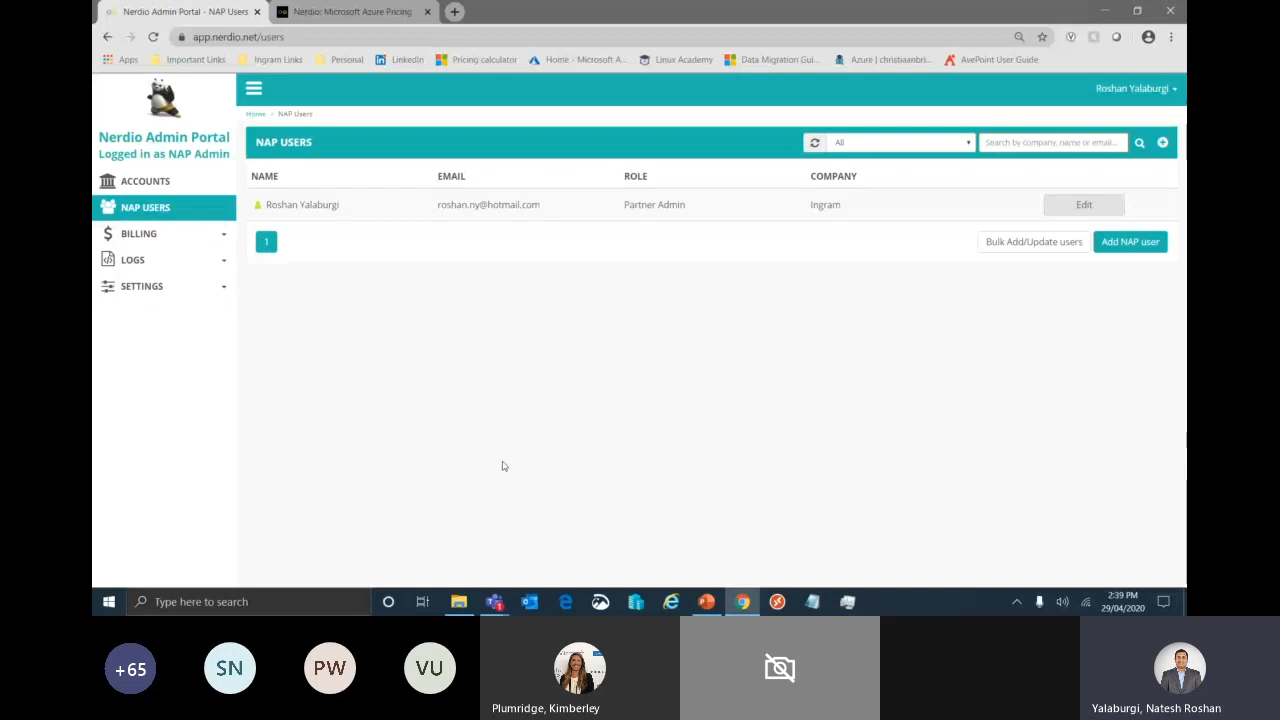 Nerdio Admin Portal - NAP Users
Nerdio: Microsoft Azure Pricing
app.nerdio.net/users
Apps
Important Links
Ingram Links
Personal
LinkedIn
Pricing calculator
Home - Microsoft A...
Linux Academy
Data Migration Gui...
Azure | christiaanbri...
AvePoint User Guide
Roshan Yalaburgi
Nerdio Admin Portal
Logged in as NAP Admin
ACCOUNTS
NAP USERS
BILLING
LOGS
SETTINGS
Home / NAP Users
NAP USERS
All
Search by company, name or email...
NAME EMAIL ROLE COMPANY
Roshan Yalaburgi roshan.ny@hotmail.com Partner Admin Ingram Edit
1
Bulk Add/Update users
Add NAP user
Type here to search
2:39 PM
29/04/2020
+65
SN
PW
VU
Plumridge, Kimberley
Yalaburgi, Natesh Roshan